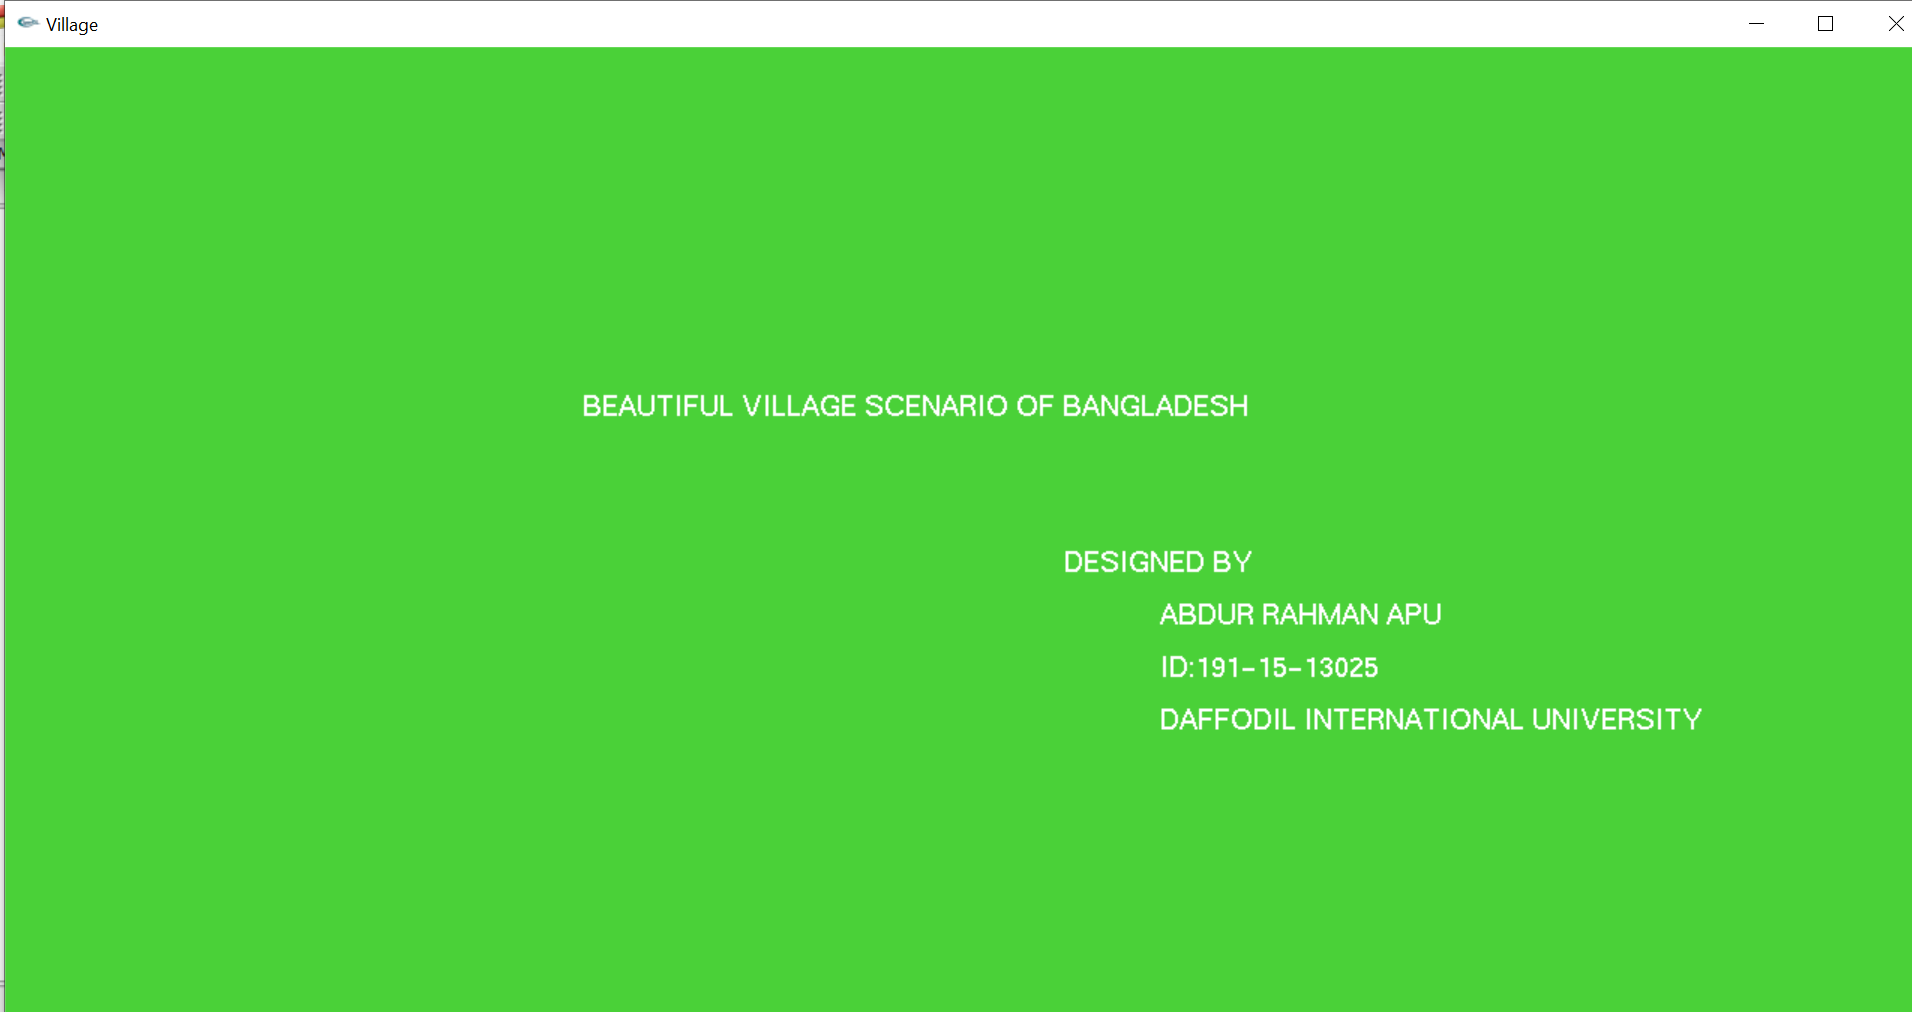 Village
BEAUTIFUL VILLAGE SCENARIO OF BANGLADESH
DESIGNED BY
ABDUR RAHMAN APU
ID:191-15-13025
DAFFODIL INTERNATIONAL UNIVERSITY